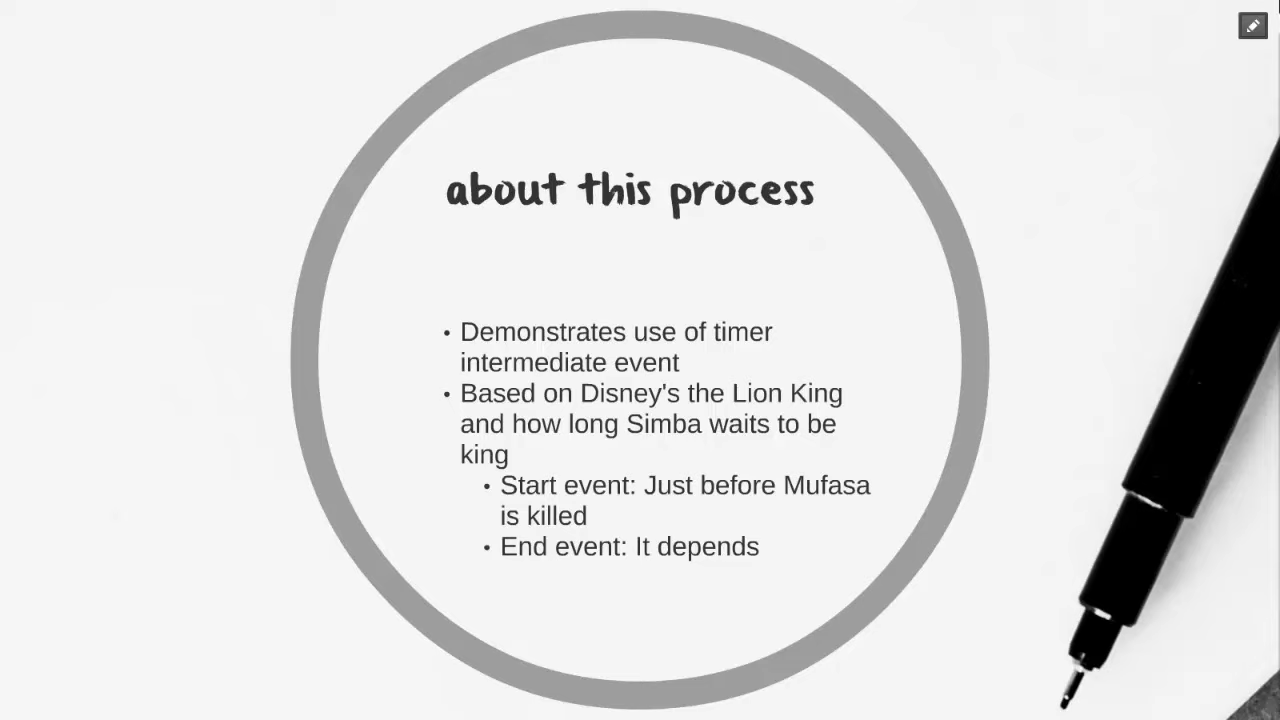 about this process
• Demonstrates use of timer
intermediate event
• Based on Disney's the Lion King
and how long Simba waits to be
king
• Start event: Just before Mufasa
is killed
• End event: It depends